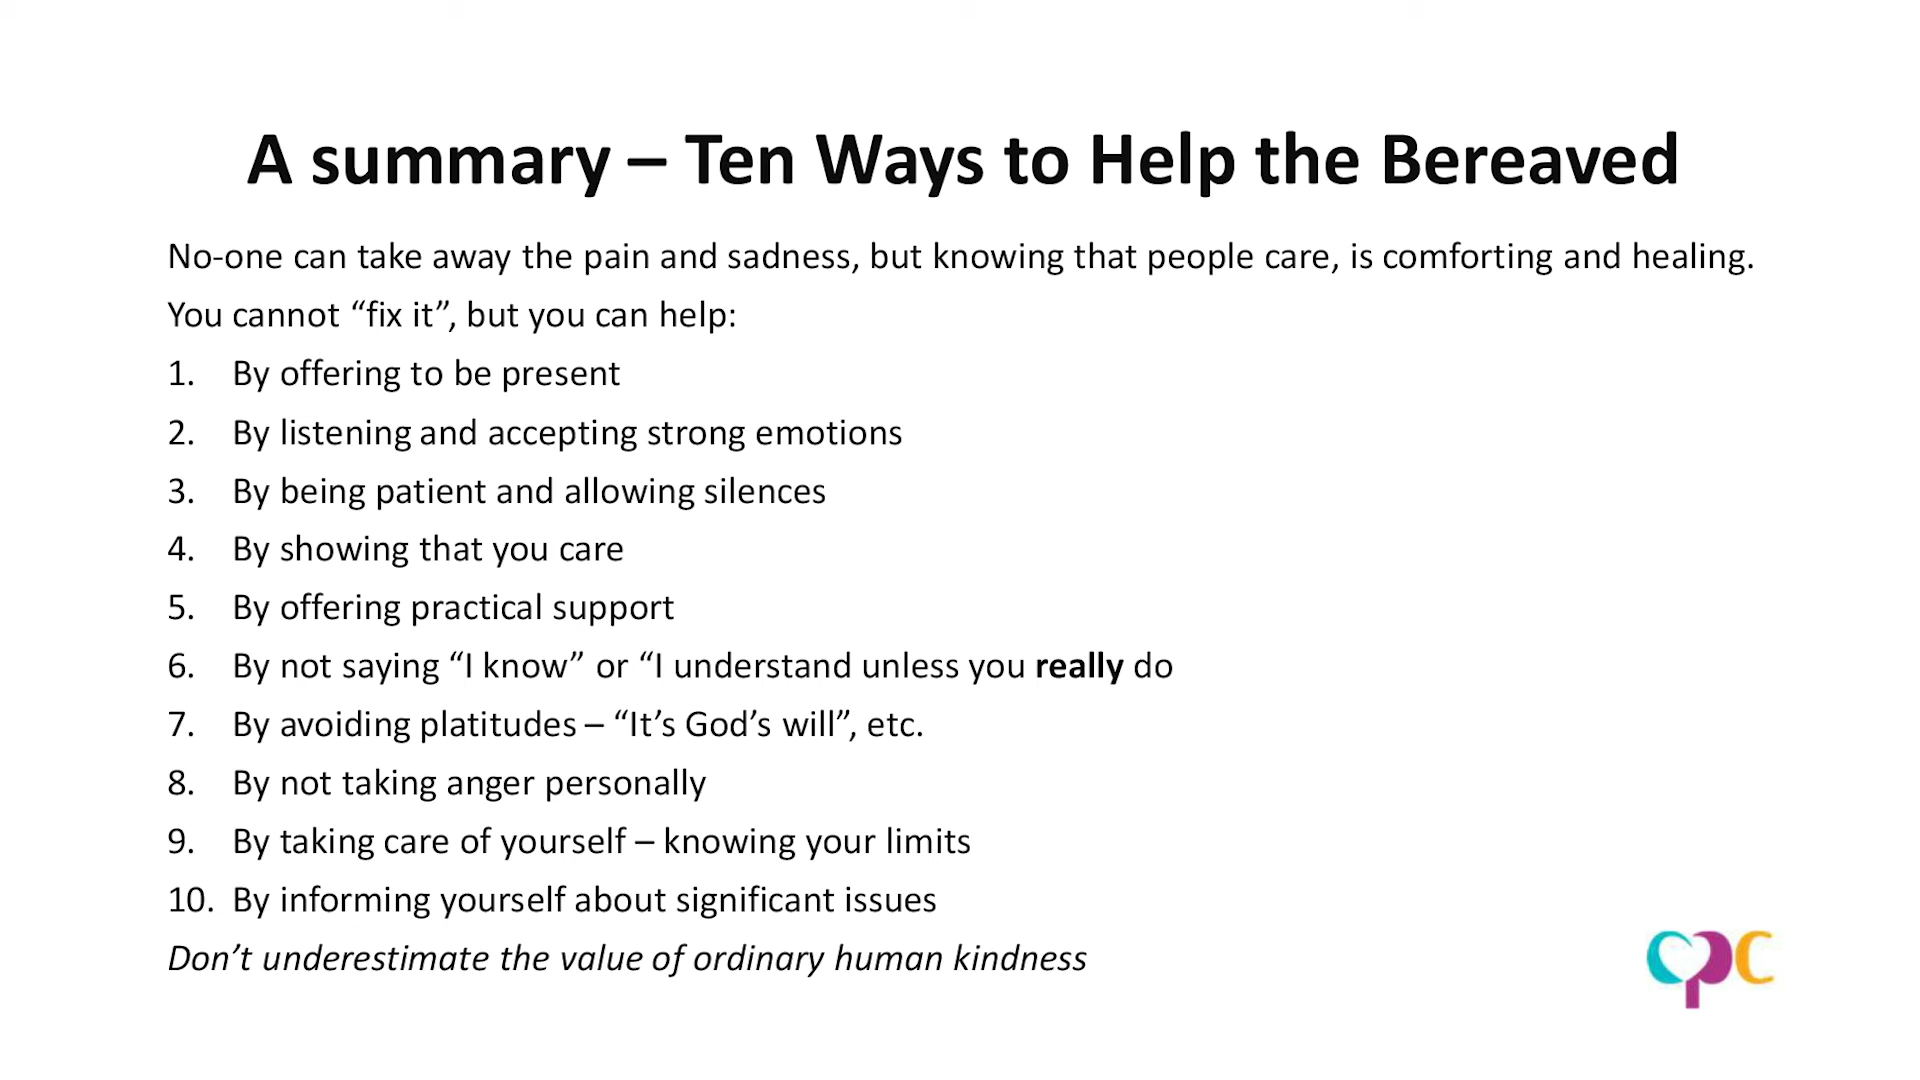 A summary – Ten Ways to Help the Bereaved
No-one can take away the pain and sadness, but knowing that people care, is comforting and healing.
You cannot “fix it”, but you can help:
1. By offering to be present
2. By listening and accepting strong emotions
3. By being patient and allowing silences
4. By showing that you care
5. By offering practical support
6. By not saying “I know” or “I understand unless you really do
7. By avoiding platitudes – “It’s God’s will”, etc.
8. By not taking anger personally
9. By taking care of yourself – knowing your limits
10. By informing yourself about significant issues
Don’t underestimate the value of ordinary human kindness
cpc